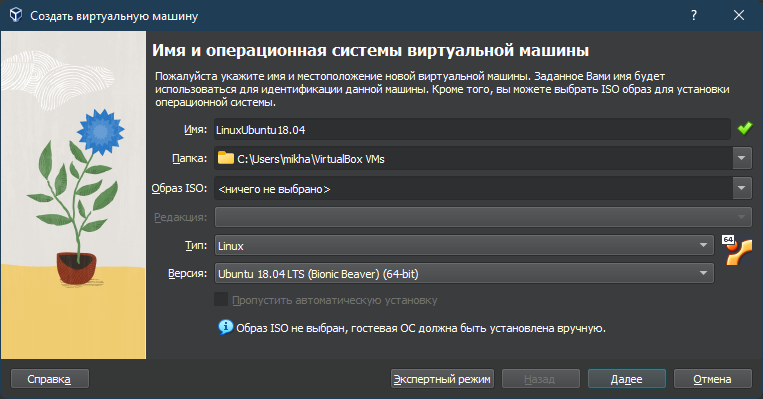 Создать виртуальную машину
?
Имя и операционная системы виртуальной машины
Пожалуйста укажите имя и местоположение новой виртуальной машины. Заданное Вами имя будет
использоваться для идентификации данной машины. Кроме того, вы можете выбрать ISO образ для установки
операционной системы.
Имя: LinuxUbuntu18.04
Папка: C:\Users\mikha\VirtualBox VMs
Образ ISO: <ничего не выбрано>
Редакция:
Тип: Linux
64
Версия: Ubuntu 18.04 LTS (Bionic Beaver) (64-bit)
Пропустить автоматическую установку
Образ ISO не выбран, гостевая ОС должна быть установлена вручную.
Справка Экспертный режим Назад Далее Отмена